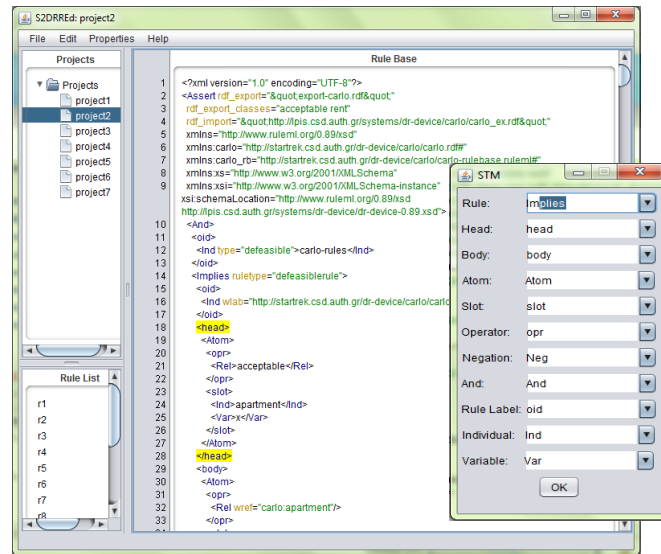 S2DRREd: project2
File Edit Properties Help
Projects
Projects
project1
project2
project3
project4
project5
project6
project7
Rule List
r1
r2
r3
r4
r5
r6
r7
r8
Rule Base
1 <?xml version="1.0" encoding="UTF-8"?>
2 <Assert rdf_export="&quot;export-carlo.rdf&quot;"
3 rdf_export_classes="acceptable rent"
4 rdf_import="&quot;http://lpis.csd.auth.gr/systems/dr-device/carlo/carlo_ex.rdf&quot;"
5 xmlns="http://www.ruleml.org/0.89/xsd"
6 xmlns:carlo="http://startrek.csd.auth.gr/dr-device/carlo/carlo.rdf#"
7 xmlns:carlo_rb="http://startrek.csd.auth.gr/dr-device/carlo/carlo-rulebase.ruleml#"
8 xmlns:xs="http://www.w3.org/2001/XMLSchema"
9 xmlns:xsi="http://www.w3.org/2001/XMLSchema-instance"
xsi:schemaLocation="http://www.ruleml.org/0.89/xsd
http://lpis.csd.auth.gr/systems/dr-device/dr-device-0.89.xsd">
10 <And>
11 <oid>
12 <Ind type="defeasible">carlo-rules</Ind>
13 </oid>
14 <Implies ruletype="defeasiblerule">
15 <oid>
16 <Ind wlab="http://startrek.csd.auth.gr/dr-device/carlo/carlo
17 </oid>
18 <head>
19 <Atom>
20 <opr>
21 <Rel>acceptable</Rel>
22 </opr>
23 <slot>
24 <Ind>apartment</Ind>
25 <Var>x</Var>
26 </slot>
27 </Atom>
28 </head>
29 <body>
30 <Atom>
31 <opr>
32 <Rel wref="carlo:apartment"/>
33 </opr>
STM
Rule: Implies
Head: head
Body: body
Atom: Atom
Slot: slot
Operator: opr
Negation: Neg
And: And
Rule Label: oid
Individual: Ind
Variable: Var
OK